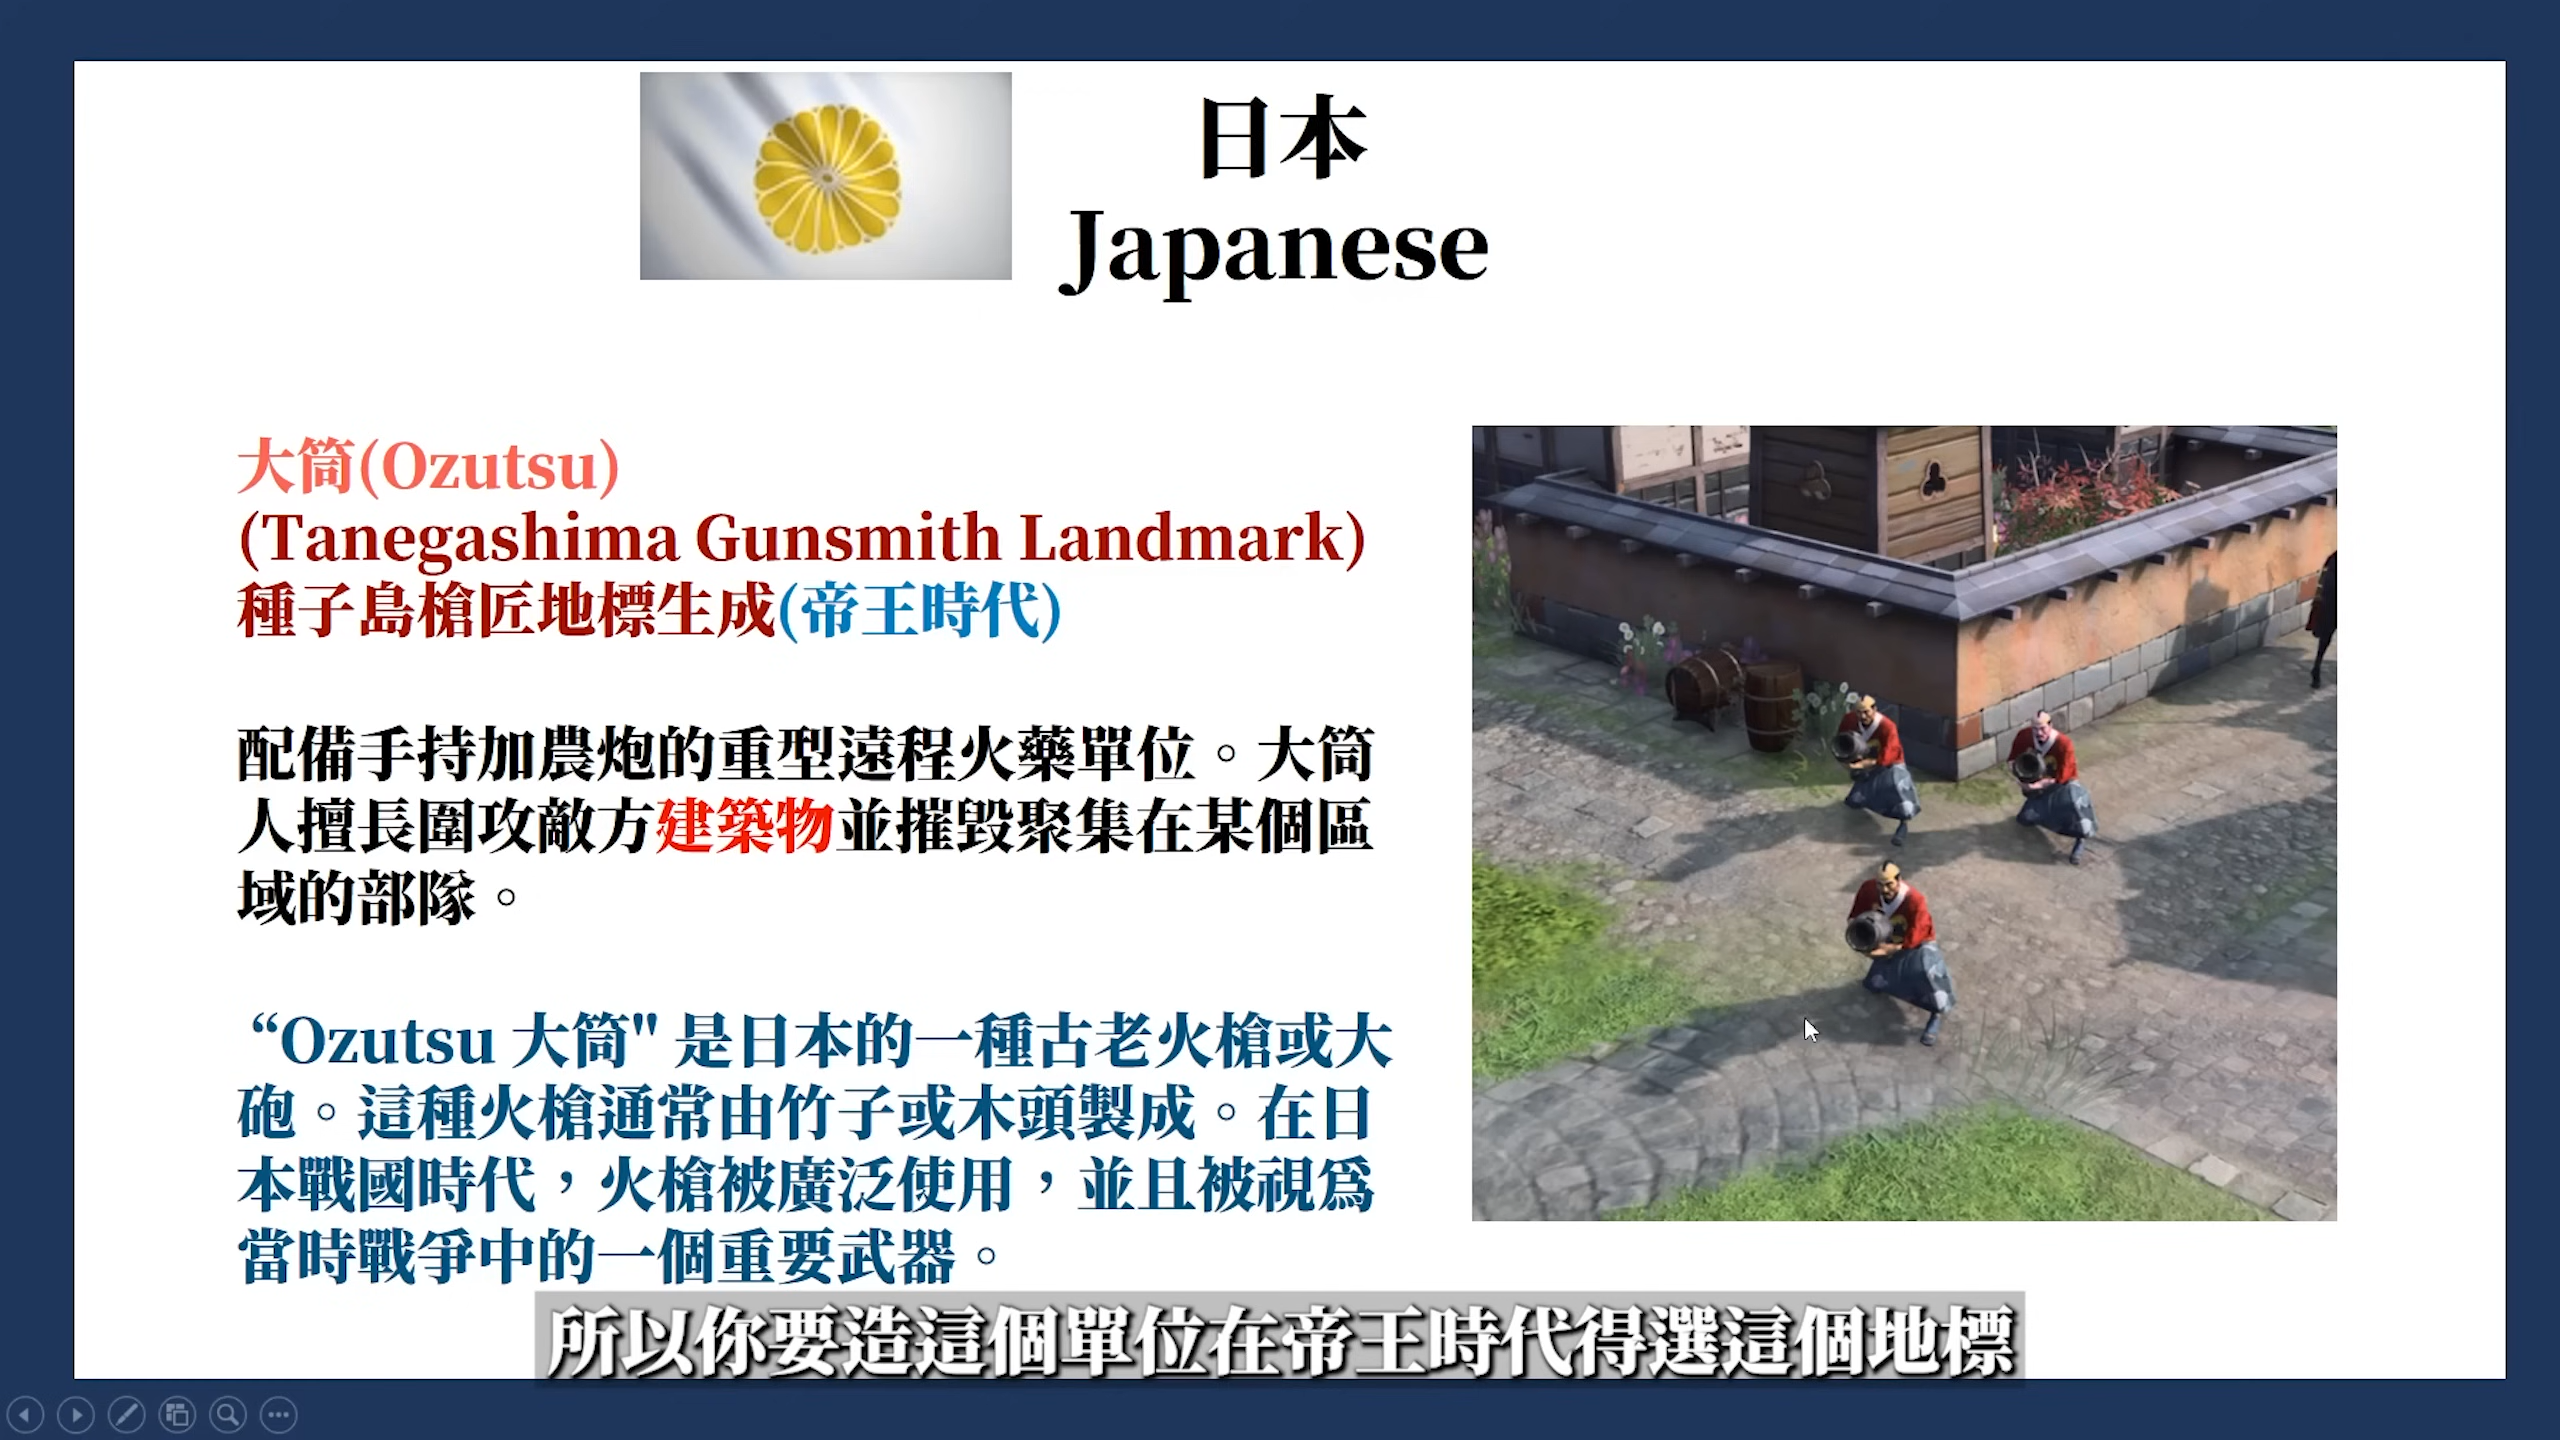 日本
Japanese
大筒(Ozutsu)
(Tanegashima Gunsmith Landmark)
種子島槍匠地標生成(帝王時代)
配備手持加農炮的重型遠程火藥單位。大筒
人擅長圍攻敵方建築物並摧毀聚集在某個區
域的部隊。
“Ozutsu 大筒" 是日本的一種古老火槍或大
砲。這種火槍通常由竹子或木頭製成。在日
本戰國時代，火槍被廣泛使用，並且被視爲
當時戰爭中的一個重要武器。
所以你要造這個單位在帝王時代得選這個地標